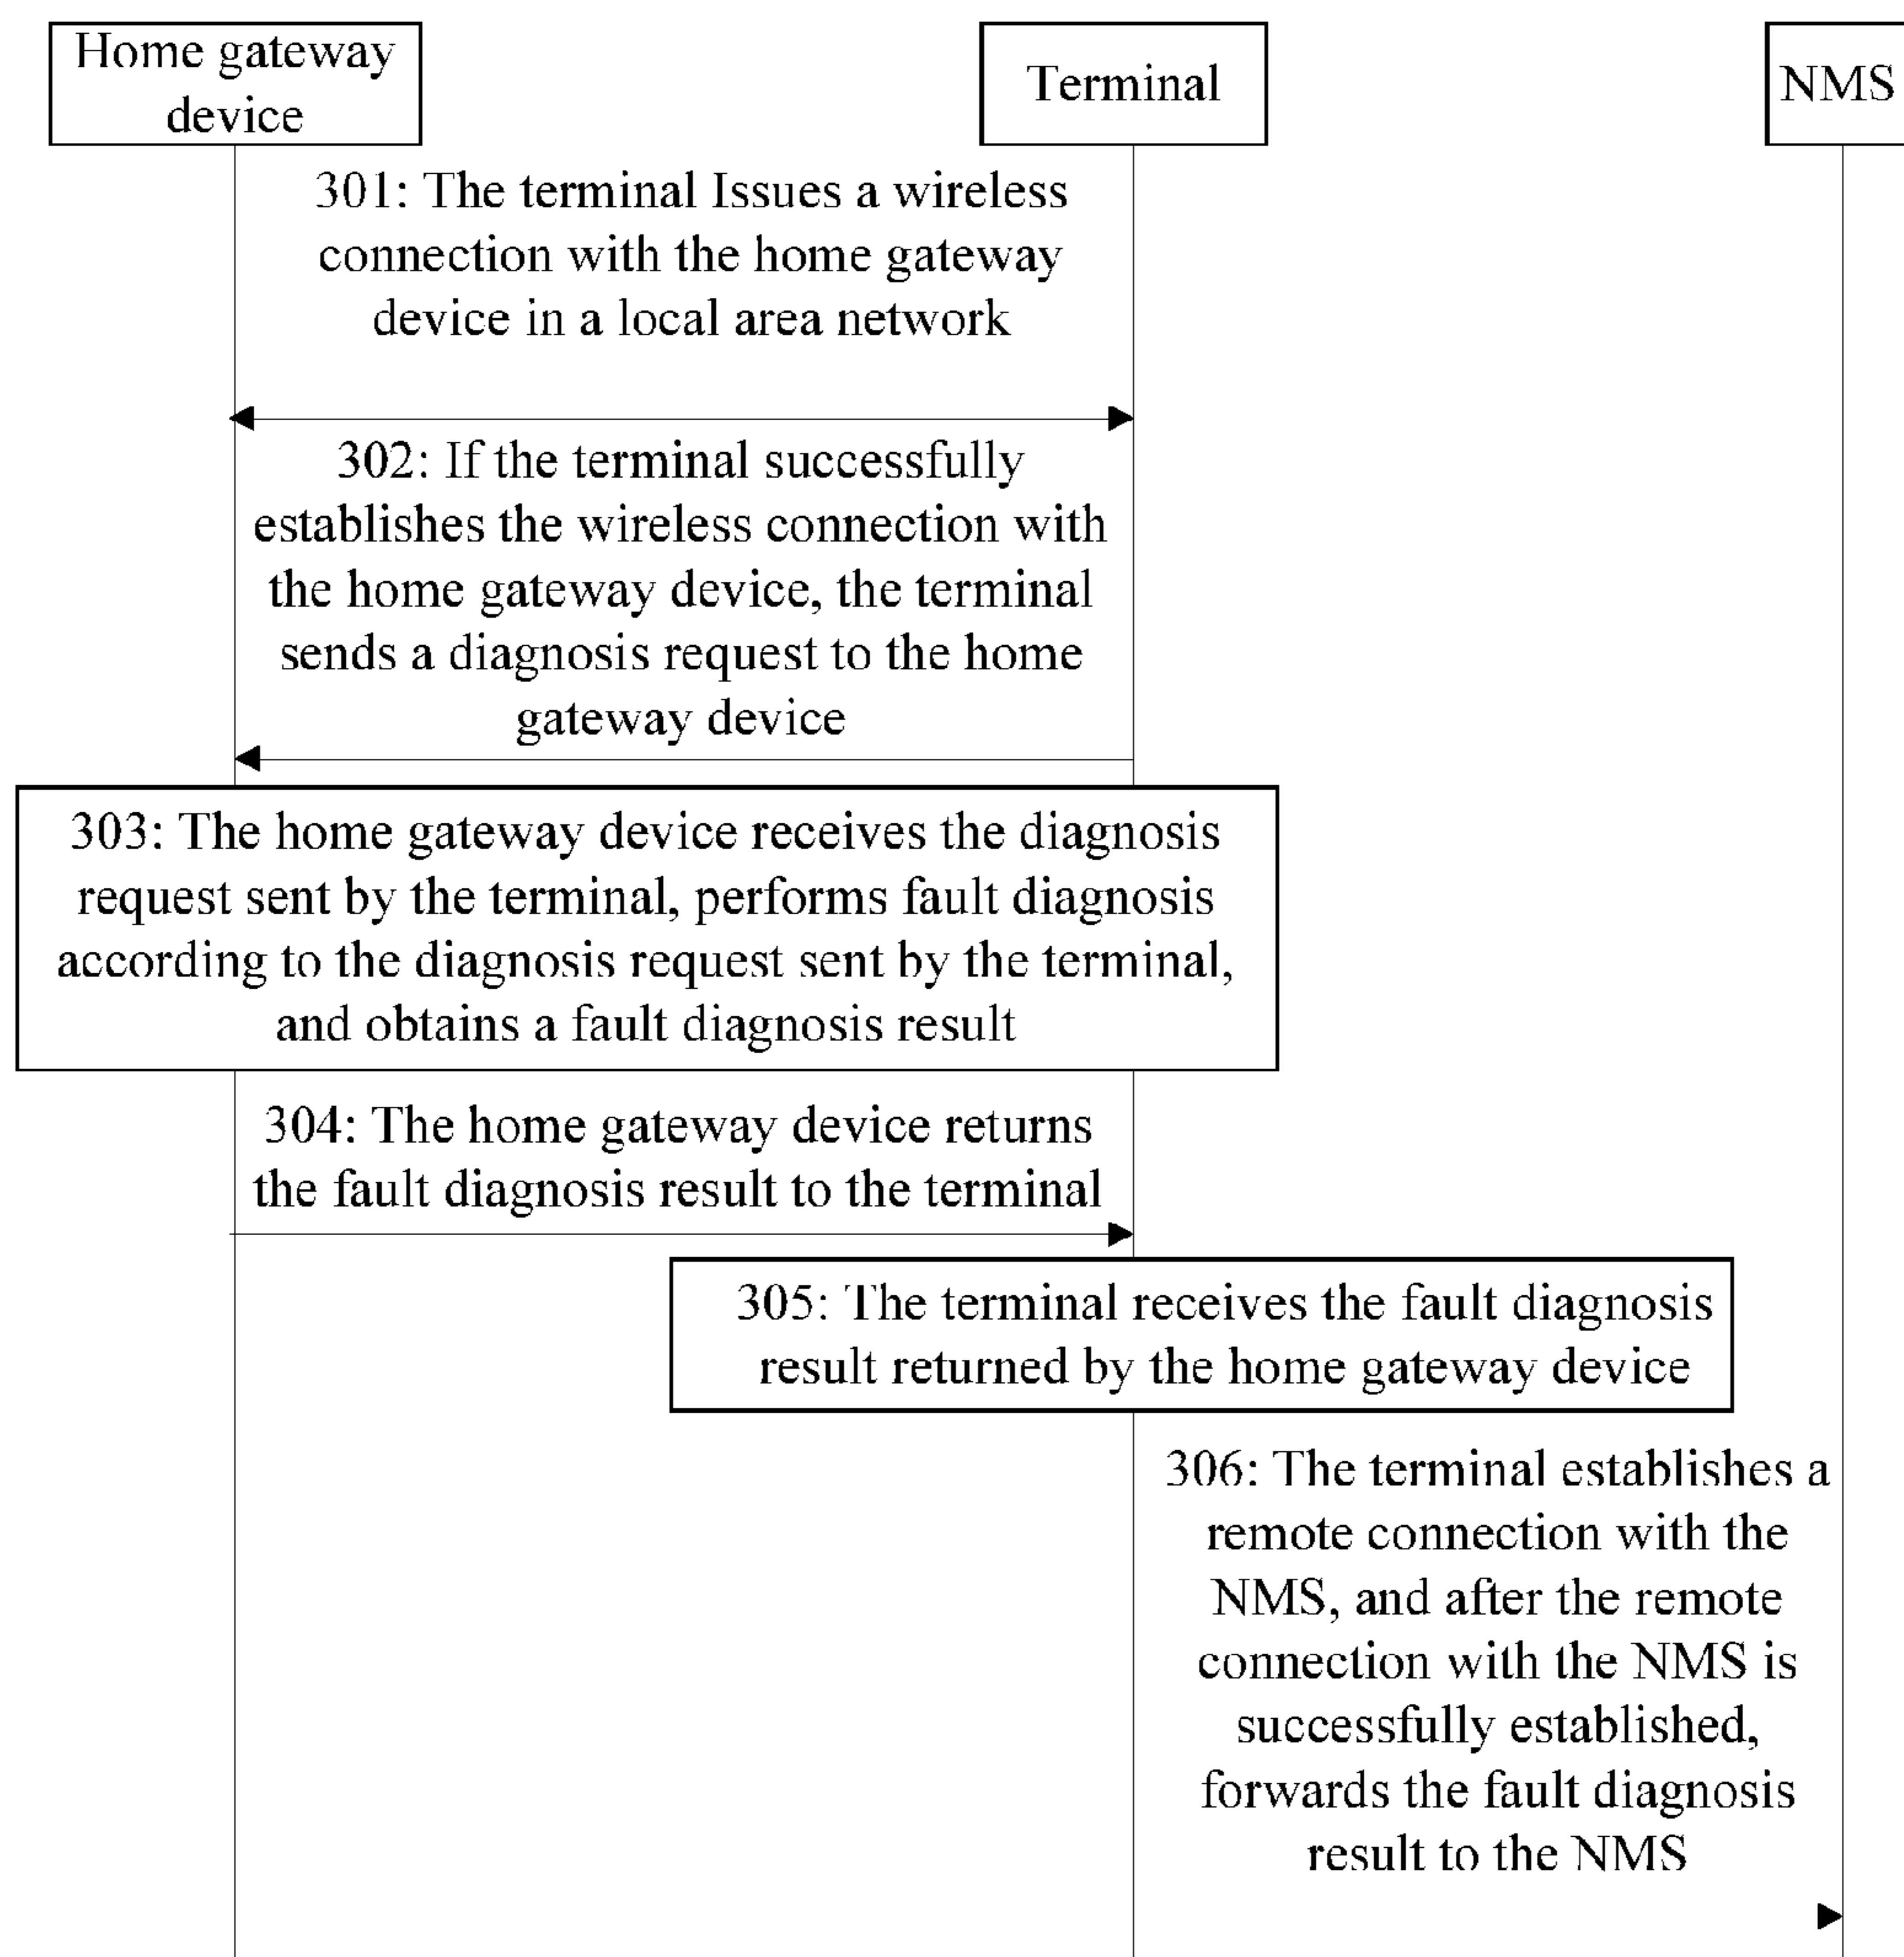 Home gateway
device
Terminal
NMS
301: The terminal Issues a wireless
connection with the home gateway
device in a local area network
302: If the terminal successfully
establishes the wireless connection with
the home gateway device, the terminal
sends a diagnosis request to the home
gateway device
303: The home gateway device receives the diagnosis
request sent by the terminal, performs fault diagnosis
according to the diagnosis request sent by the terminal,
and obtains a fault diagnosis result
304: The home gateway device returns
the fault diagnosis result to the terminal
305: The terminal receives the fault diagnosis
result returned by the home gateway device
306: The terminal establishes a
remote connection with the
NMS, and after the remote
connection with the NMS is
successfully established,
forwards the fault diagnosis
result to the NMS